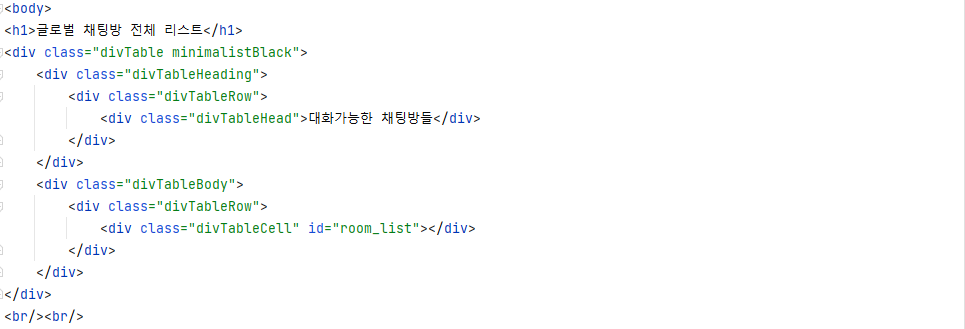 <body>
<h1>글로벌 채팅방 전체 리스트</h1>
<div class="divTable minimalistBlack">
    <div class="divTableHeading">
        <div class="divTableRow">
            <div class="divTableHead">대화가능한 채팅방들</div>
        </div>
    </div>
    <div class="divTableBody">
        <div class="divTableRow">
            <div class="divTableCell" id="room_list"></div>
        </div>
    </div>
</div>
<br/><br/>